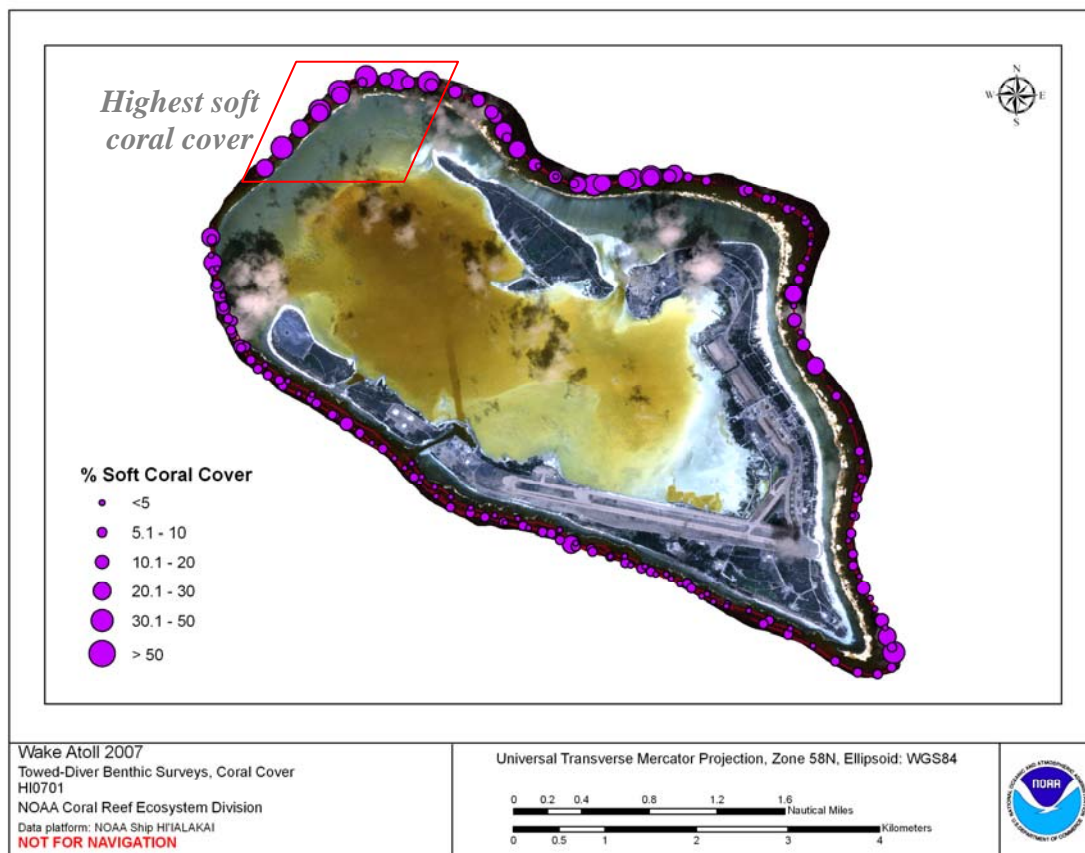 Highest soft
coral cover
N
W E
S
% Soft Coral Cover
<5
5.1 - 10
10.1 - 20
20.1 - 30
30.1 - 50
> 50
Wake Atoll 2007
Towed-Diver Benthic Surveys, Coral Cover
HI0701
NOAA Coral Reef Ecosystem Division
Data platform: NOAA Ship HI'IALAKAI
NOT FOR NAVIGATION
Universal Transverse Mercator Projection, Zone 58N, Ellipsoid: WGS84
0 0.2 0.4 0.8 1.2 1.6
Nautical Miles
Kilometers
0 0.5 1 2 3 4
NOAA